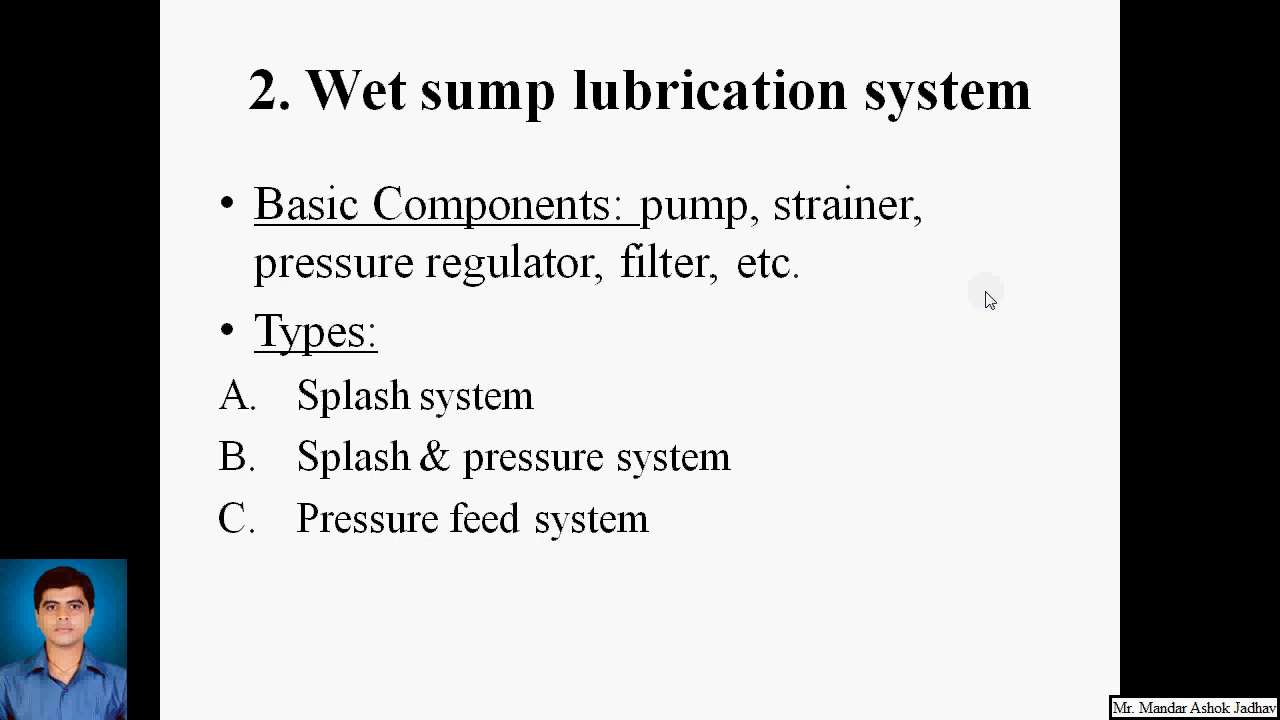 2. Wet sump lubrication system
• Basic Components: pump, strainer,
pressure regulator, filter, etc.
• Types:
A. Splash system
B. Splash & pressure system
C. Pressure feed system
Mr. Mandar Ashok Jadhav